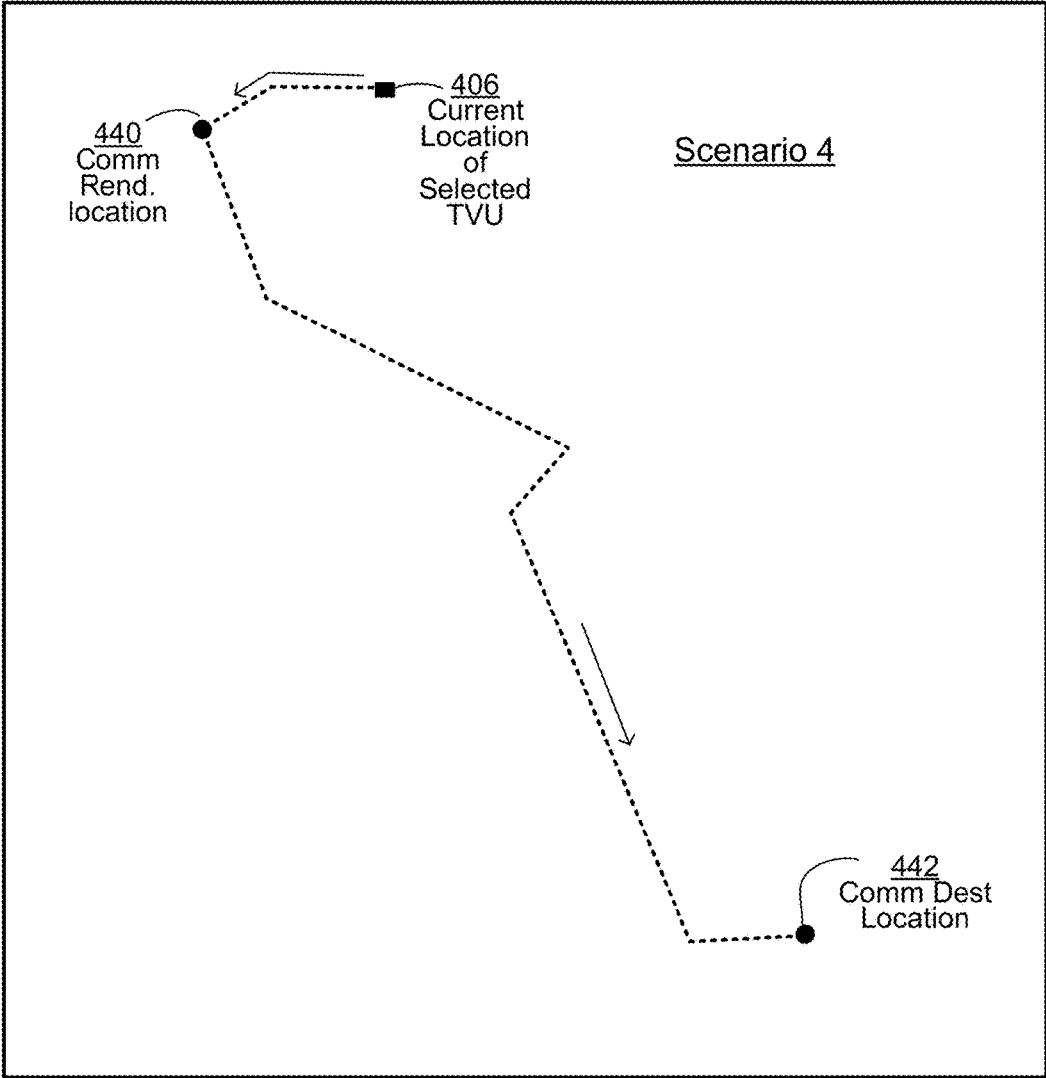 406
Current
Location
of
Selected
TVU
440
Comm
Rend.
location
Scenario 4
442
Comm Dest
Location